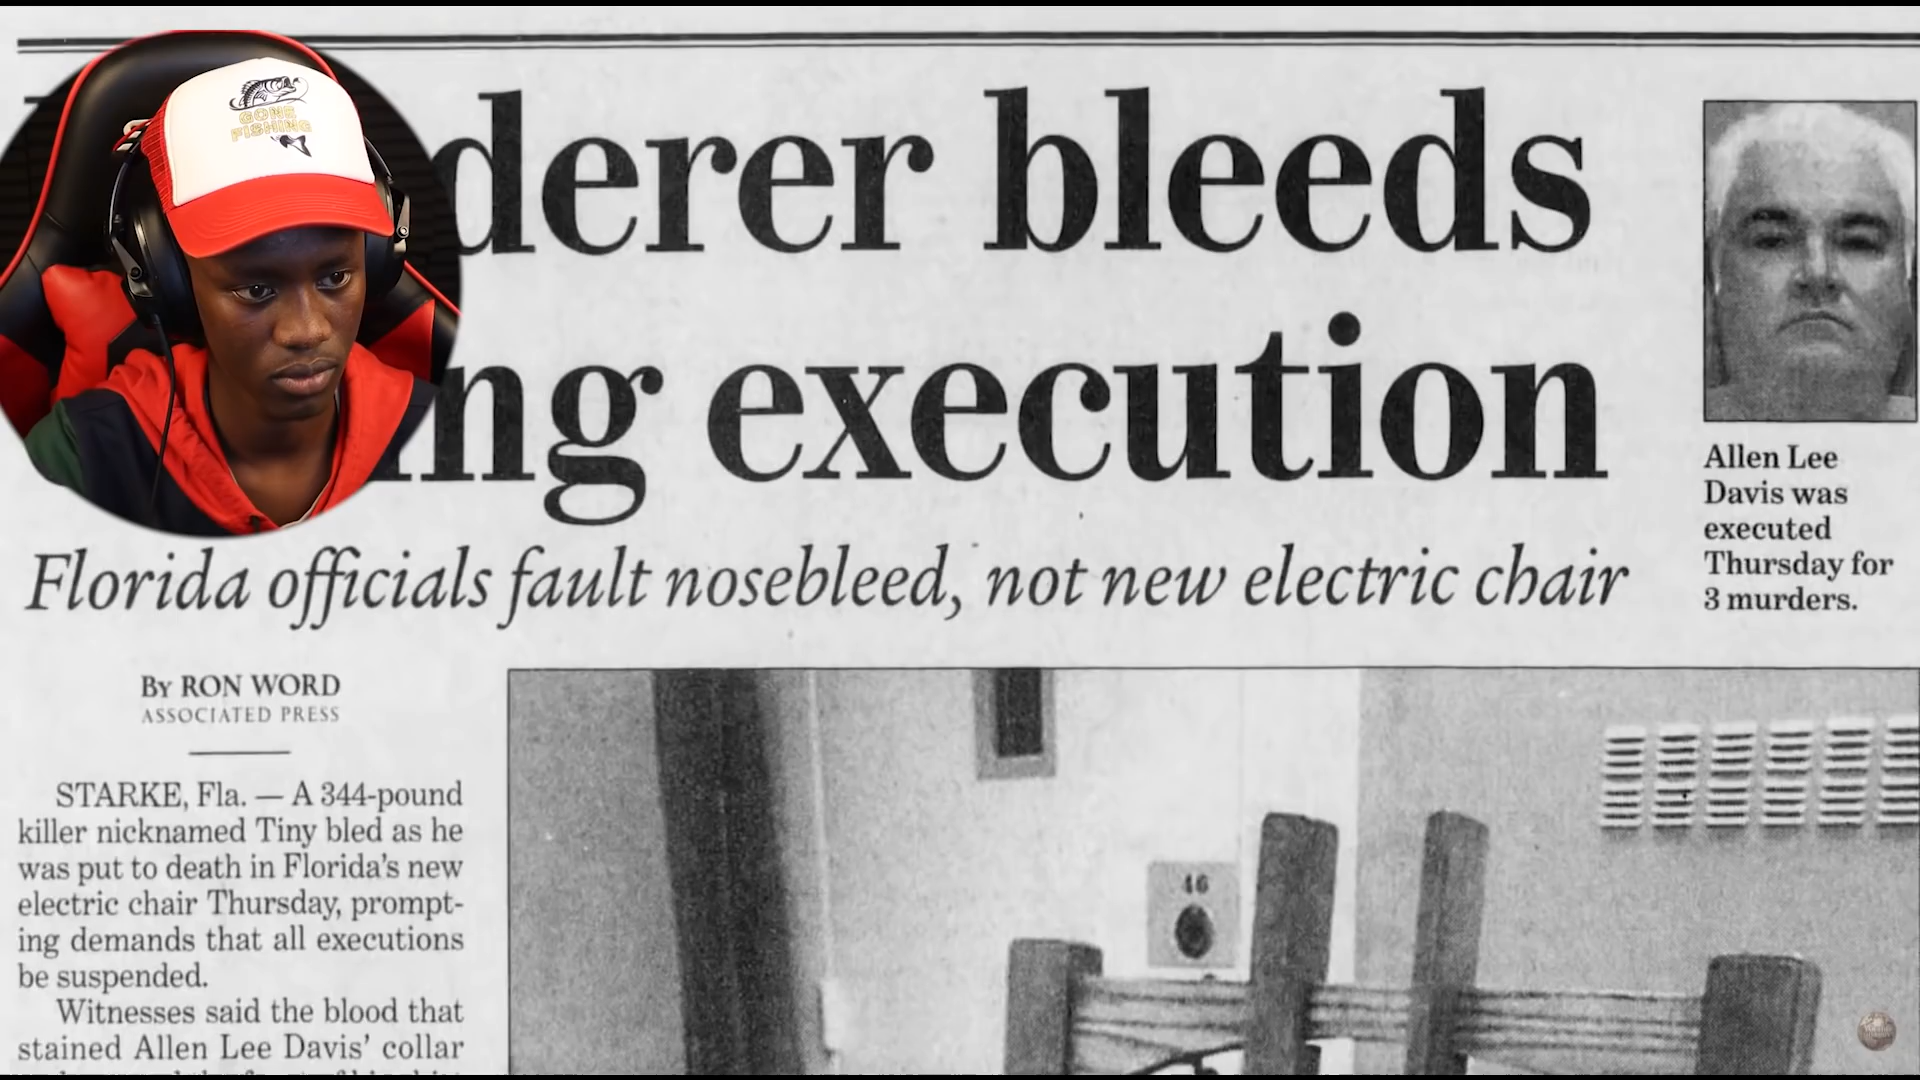 GONE
FISHING
derer bleeds
ng execution
Florida officials fault nosebleed, not new electric chair
Allen Lee
Davis was
executed
Thursday for
3 murders.
By RON WORD
ASSOCIATED PRESS
STARKE, Fla. — A 344-pound
killer nicknamed Tiny bled as he
was put to death in Florida's new
electric chair Thursday, prompt-
ing demands that all executions
be suspended.
Witnesses said the blood that
stained Allen Lee Davis' collar
16